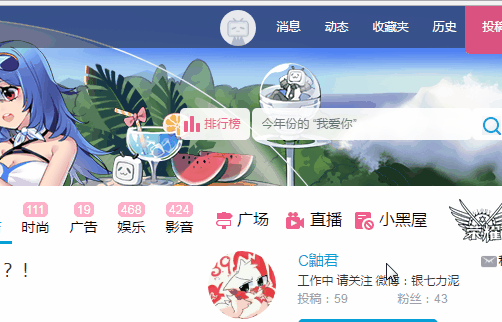 消息 动态 收藏夹 历史 投稿
排行榜 今年份的 “我爱你”
111 19 468 424
时尚 广告 娱乐 影音 广场 直播 小黑屋
？！
C鼬君
工作中 请关注 微博：银七力泥
投稿：59 粉丝：43